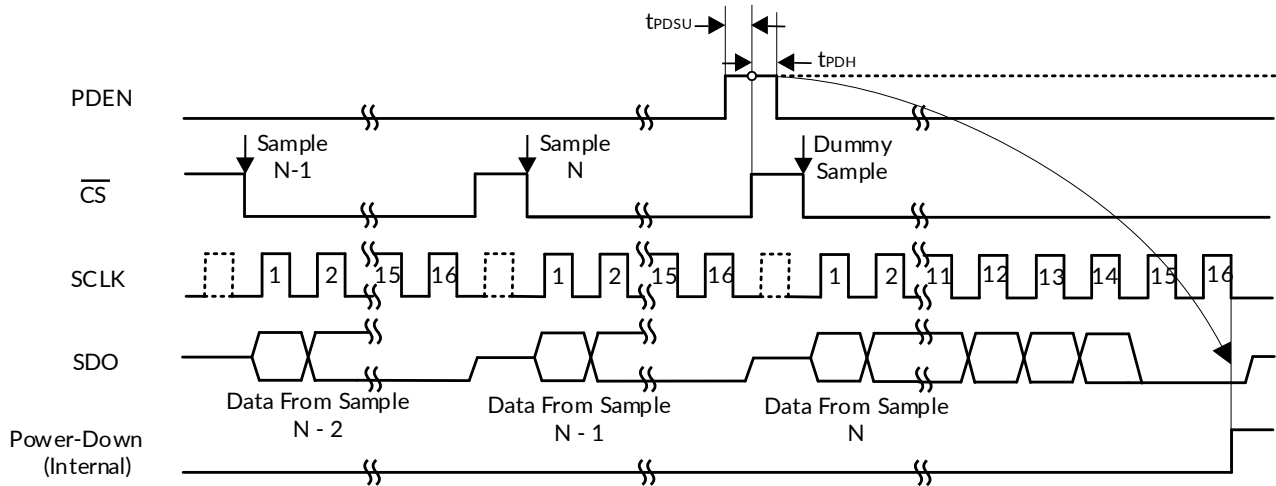 tPDSU
tPDH
PDEN
Sample
N-1
Sample
N
Dummy
Sample
CS
SCLK
1 2 15 16 1 2 15 16 1 2 11 12 13 14 15 16
SDO
Data From Sample
N - 2
Data From Sample
N - 1
Data From Sample
N
Power-Down
(Internal)